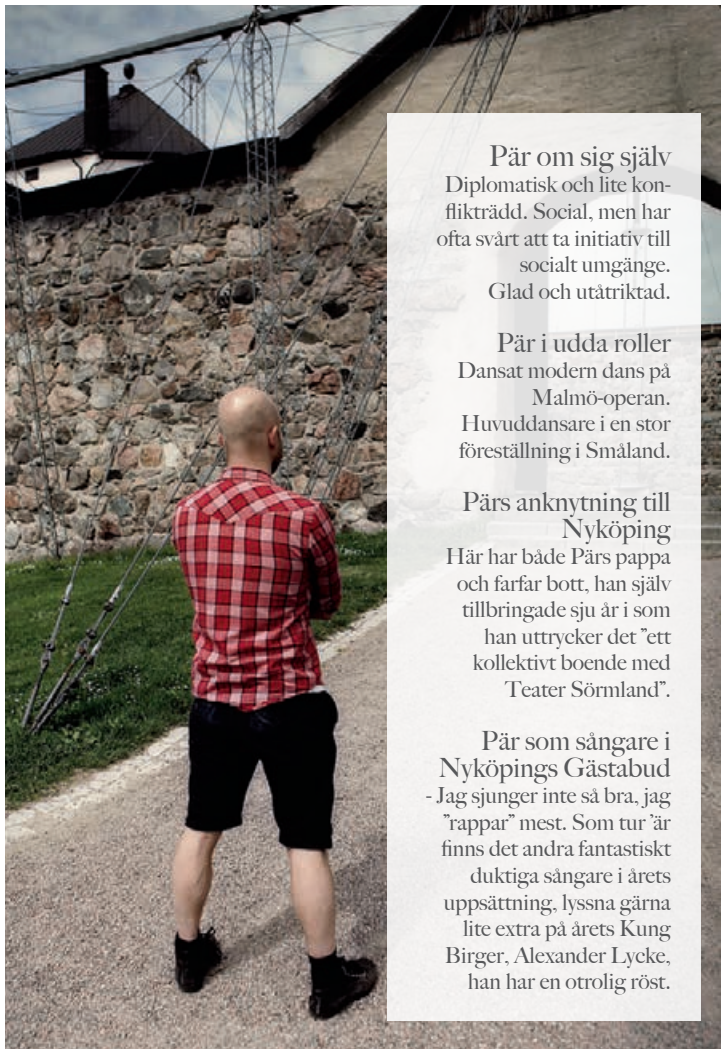 Pär om sig själv
Diplomatisk och lite kon-
flikträdd. Social, men har
ofta svårt att ta initiativ till
socialt umgänge.
Glad och utåtriktad.
Pär i udda roller
Dansat modern dans på
Malmö-operan.
Huvuddansare i en stor
föreställning i Småland.
Pärs anknytning till
Nyköping
Här har både Pärs pappa
och farfar bott, han själv
tillbringade sju år i som
han uttrycker det ”ett
kollektivt boende med
Teater Sörmland”.
Pär som sångare i
Nyköpings Gästabud
- Jag sjunger inte så bra, jag
”rappar” mest. Som tur ’är
finns det andra fantastiskt
duktiga sångare i årets
uppsättning, lyssna gärna
lite extra på årets Kung
Birger, Alexander Lycke,
han har en otrolig röst.